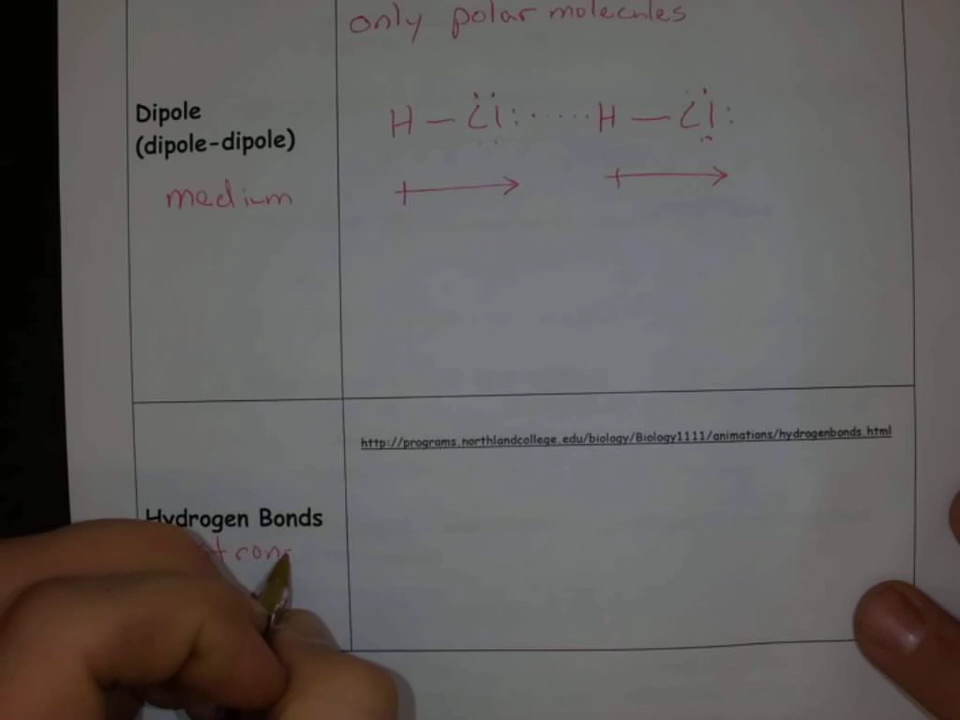 only polar molecules
Dipole
(dipole-dipole)
H — Cl: ····· H — Cl:
medium
http://programs.northlandcollege.edu/biology/Biology1111/animations/hydrogenbonds.html
Hydrogen Bonds